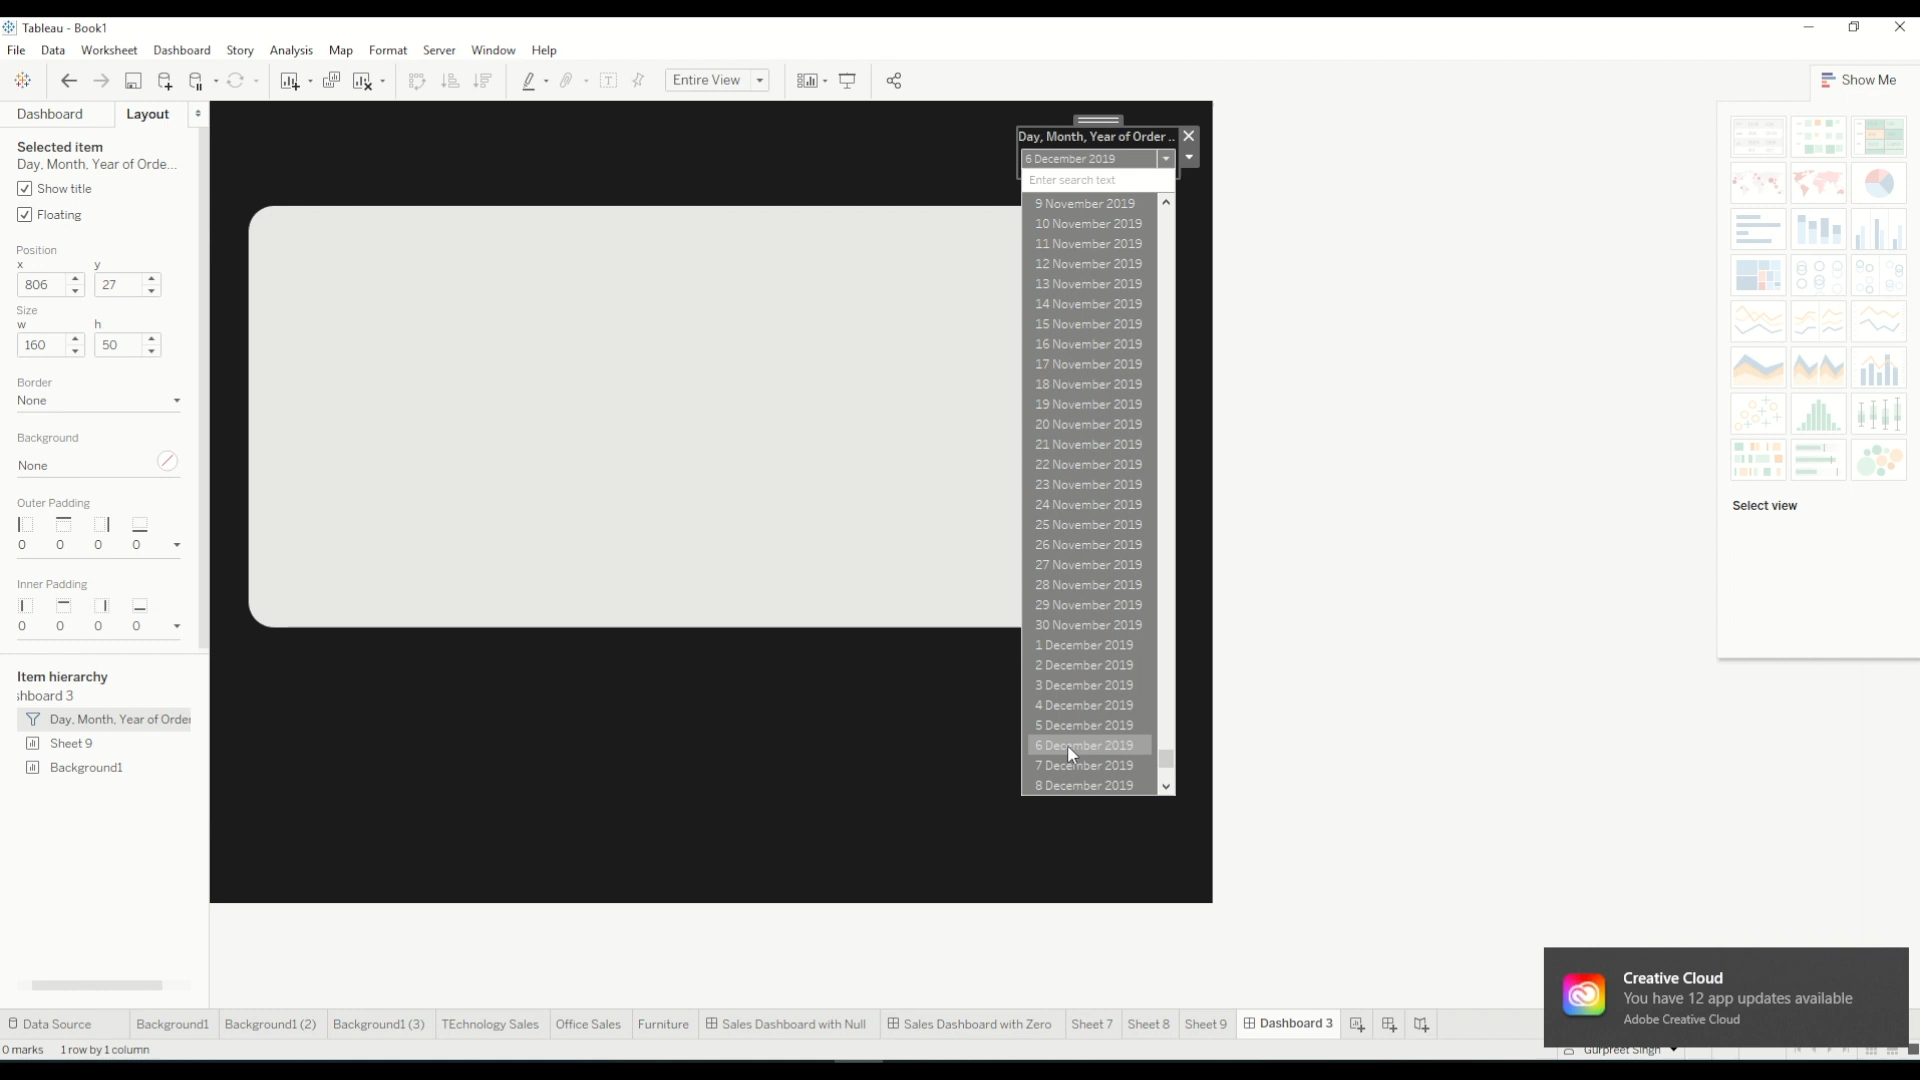 Tableau - Book1
File Data Worksheet Dashboard Story Analysis Map Format Server Window Help
Entire View
Show Me
Dashboard Layout
Selected item
Day, Month, Year of Orde...
Show title
Floating
Position
x y
806 27
Size
w h
160 50
Border
None
Background
None
Outer Padding
0 0 0 0
Inner Padding
0 0 0 0
Item hierarchy
shboard 3
Day, Month, Year of Order
Sheet 9
Background1
Day, Month, Year of Order ..
6 December 2019
Enter search text
9 November 2019
10 November 2019
11 November 2019
12 November 2019
13 November 2019
14 November 2019
15 November 2019
16 November 2019
17 November 2019
18 November 2019
19 November 2019
20 November 2019
21 November 2019
22 November 2019
23 November 2019
24 November 2019
25 November 2019
26 November 2019
27 November 2019
28 November 2019
29 November 2019
30 November 2019
1 December 2019
2 December 2019
3 December 2019
4 December 2019
5 December 2019
6 December 2019
7 December 2019
8 December 2019
Select view
Creative Cloud
You have 12 app updates available
Adobe Creative Cloud
Data Source Background1 Background1 (2) Background1 (3) TEchnology Sales Office Sales Furniture Sales Dashboard with Null Sales Dashboard with Zero Sheet 7 Sheet 8 Sheet 9 Dashboard 3
0 marks 1 row by 1 column
Gurpreet Singh